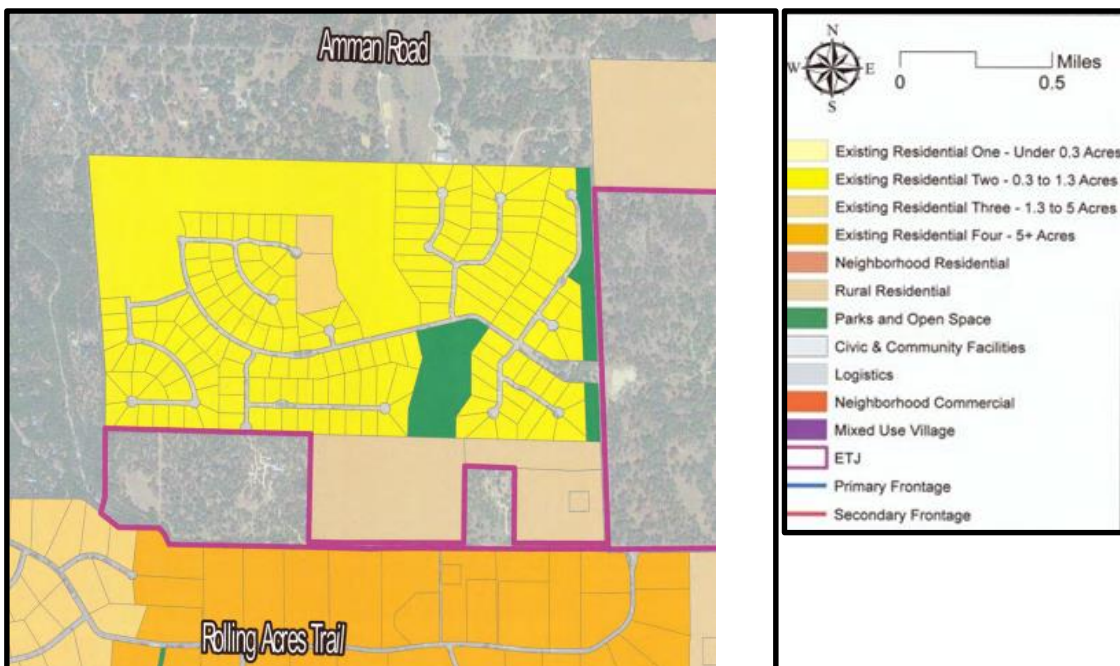 Amman Road
Rolling Acres Trail
N
W
E
S
Miles
0
0.5
Existing Residential One - Under 0.3 Acres
Existing Residential Two - 0.3 to 1.3 Acres
Existing Residential Three - 1.3 to 5 Acres
Existing Residential Four - 5+ Acres
Neighborhood Residential
Rural Residential
Parks and Open Space
Civic & Community Facilities
Logistics
Neighborhood Commercial
Mixed Use Village
ETJ
Primary Frontage
Secondary Frontage